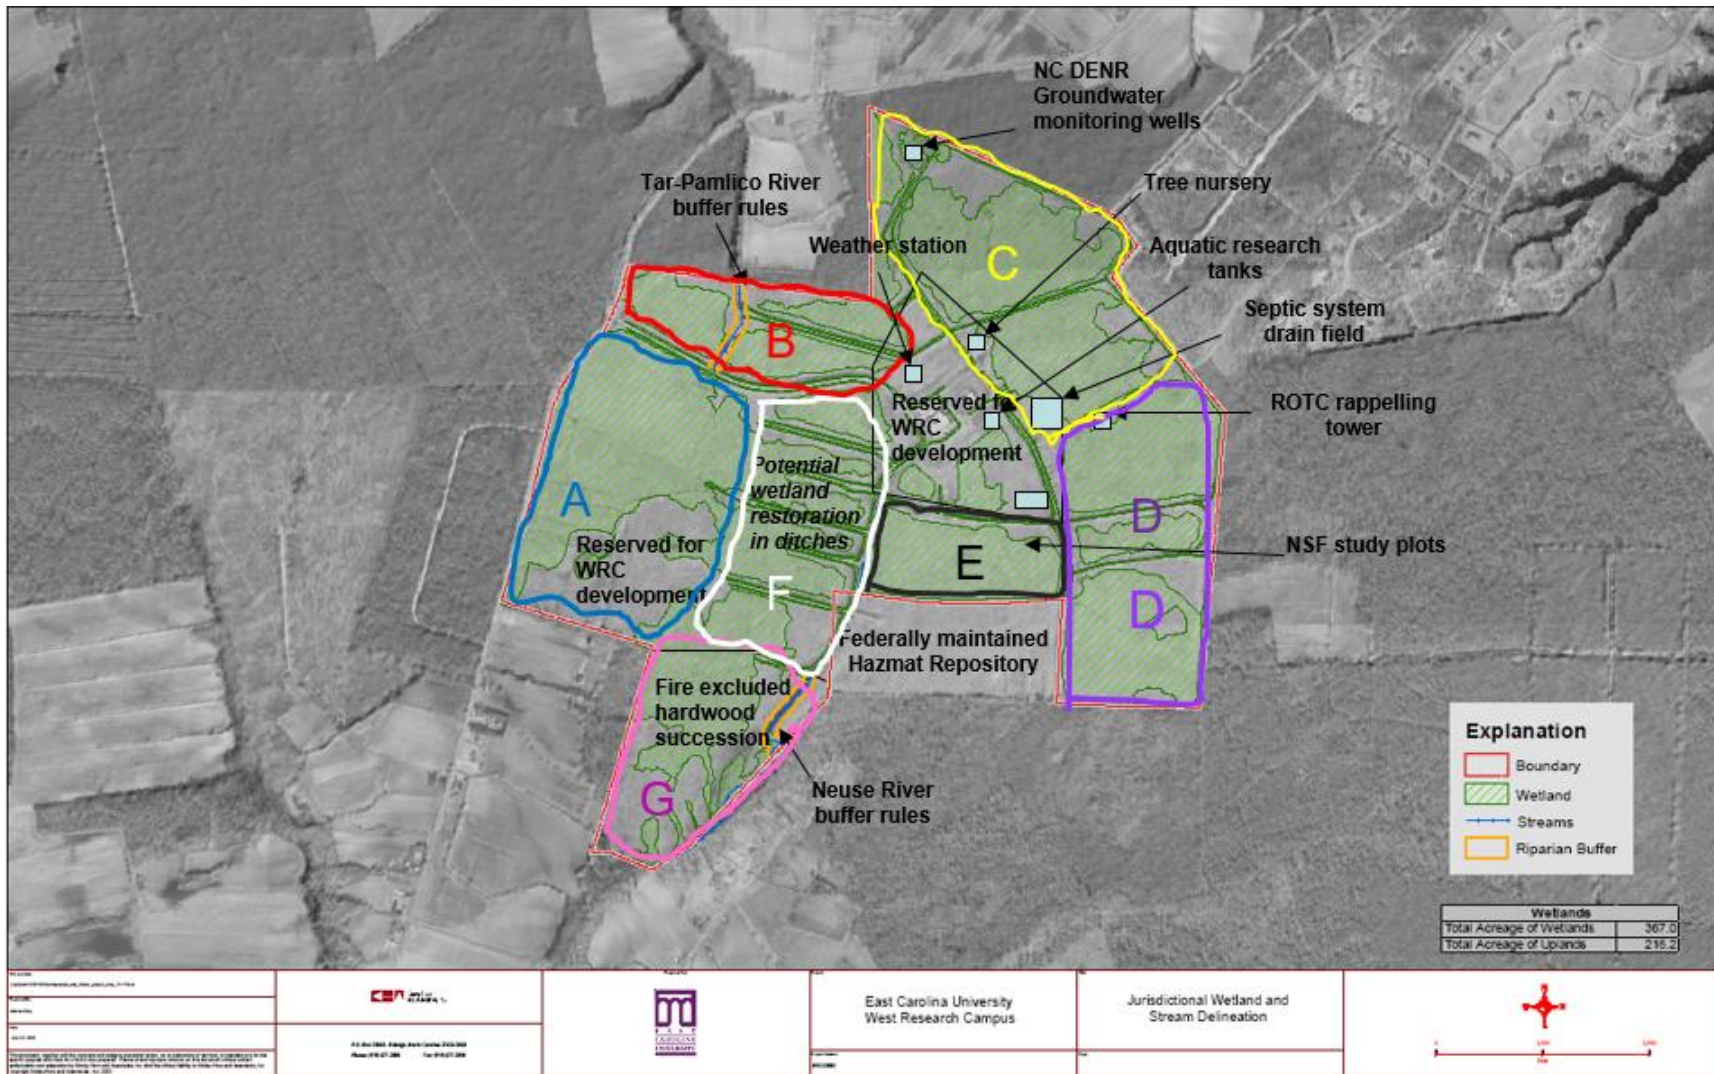 NC DENR
Groundwater
monitoring wells
Tar-Pamlico River
buffer rules
Tree nursery
Weather station
Aquatic research
tanks
C
Septic system
drain field
B
Reserved fo
WRC
development
ROTC rappelling
tower
Potential
wetland
restoration
in ditches
A
D
Reserved for
WRC
development
NSF study plots
E
F
D
Federally maintained
Hazmat Repository
Fire excluded
hardwood
succession
G
Neuse River
buffer rules
Explanation
Boundary
Wetland
Streams
Riparian Buffer
Wetlands
Total Acreage of Wetlands 367.0
Total Acreage of Uplands 216.2
EAST
CAROLINA
UNIVERSITY
East Carolina University
West Research Campus
Jurisdictional Wetland and
Stream Delineation